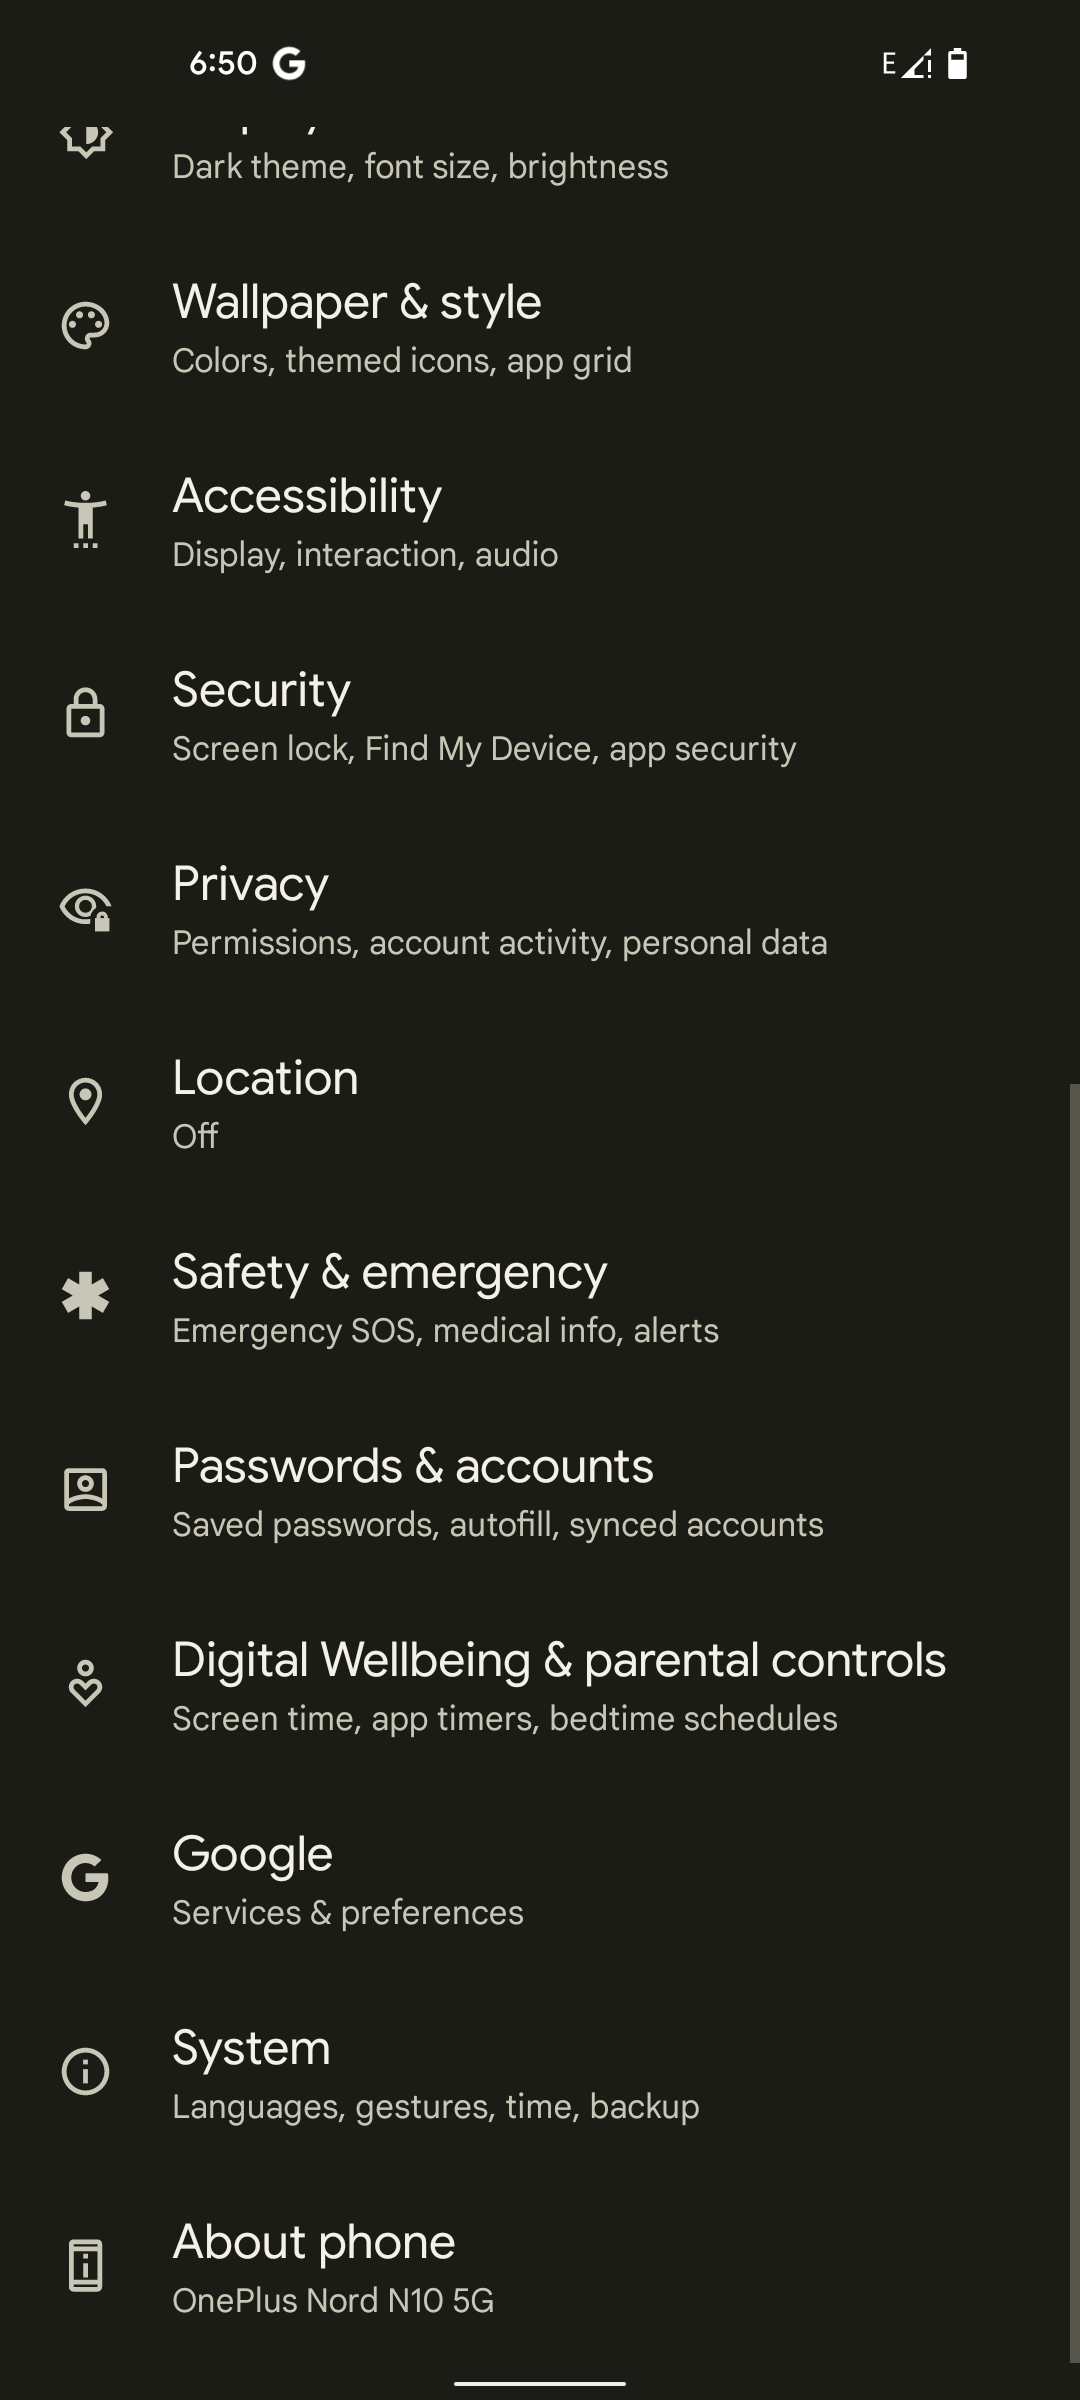 6:50
E
Dark theme, font size, brightness
Wallpaper & style
Colors, themed icons, app grid
Accessibility
Display, interaction, audio
Security
Screen lock, Find My Device, app security
Privacy
Permissions, account activity, personal data
Location
Off
Safety & emergency
Emergency SOS, medical info, alerts
Passwords & accounts
Saved passwords, autofill, synced accounts
Digital Wellbeing & parental controls
Screen time, app timers, bedtime schedules
Google
Services & preferences
System
Languages, gestures, time, backup
About phone
OnePlus Nord N10 5G